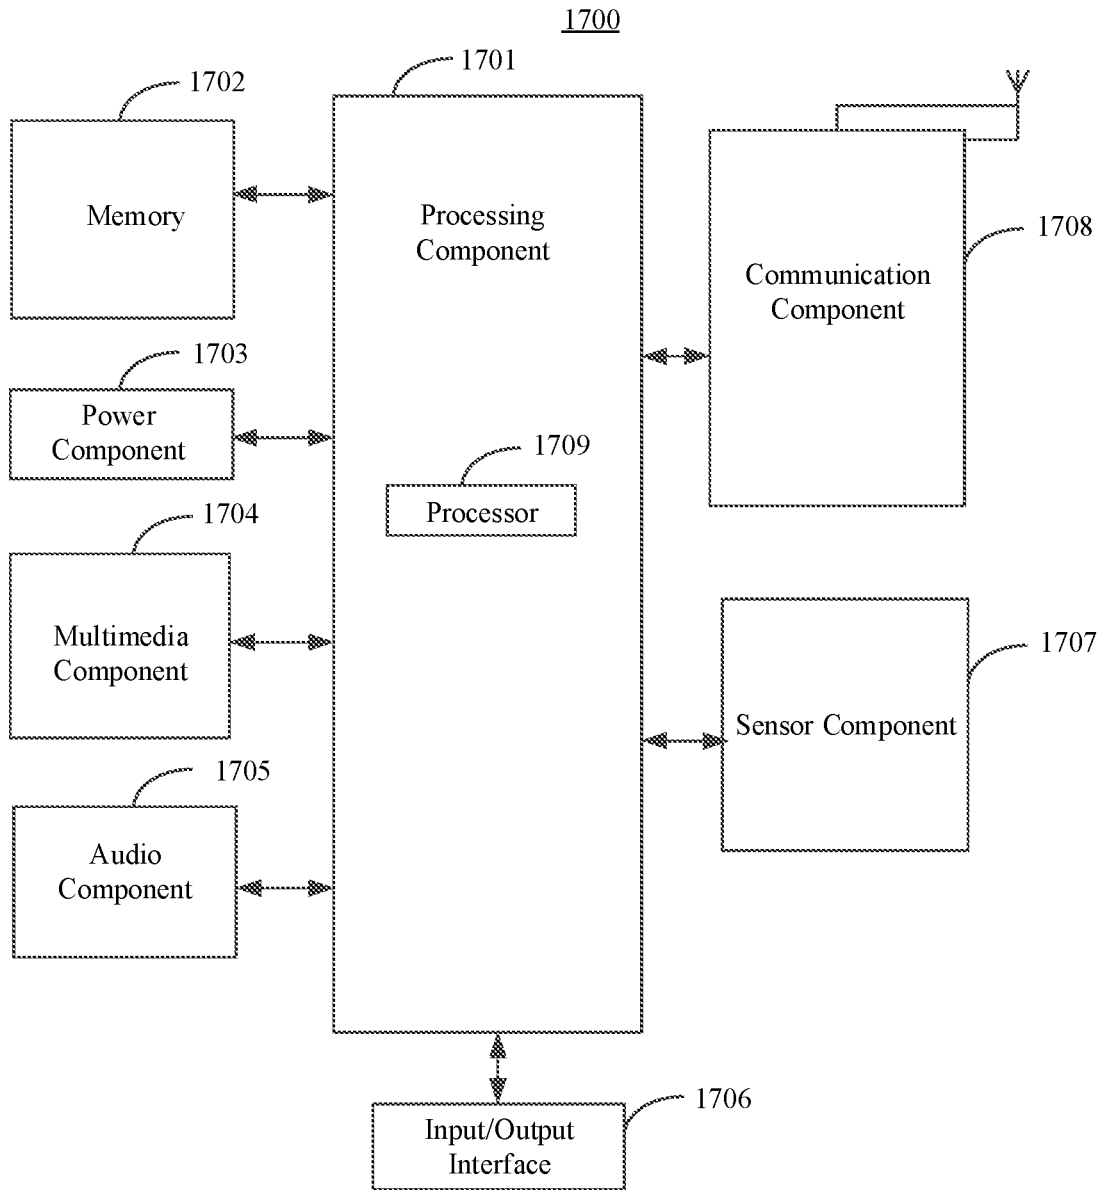 1700
1701
1702
Memory
Processing
Component
1708
Communication
Component
1703
Power
Component
1709
Processor
1704
Multimedia
Component
1707
Sensor Component
1705
Audio
Component
1706
Input/Output
Interface